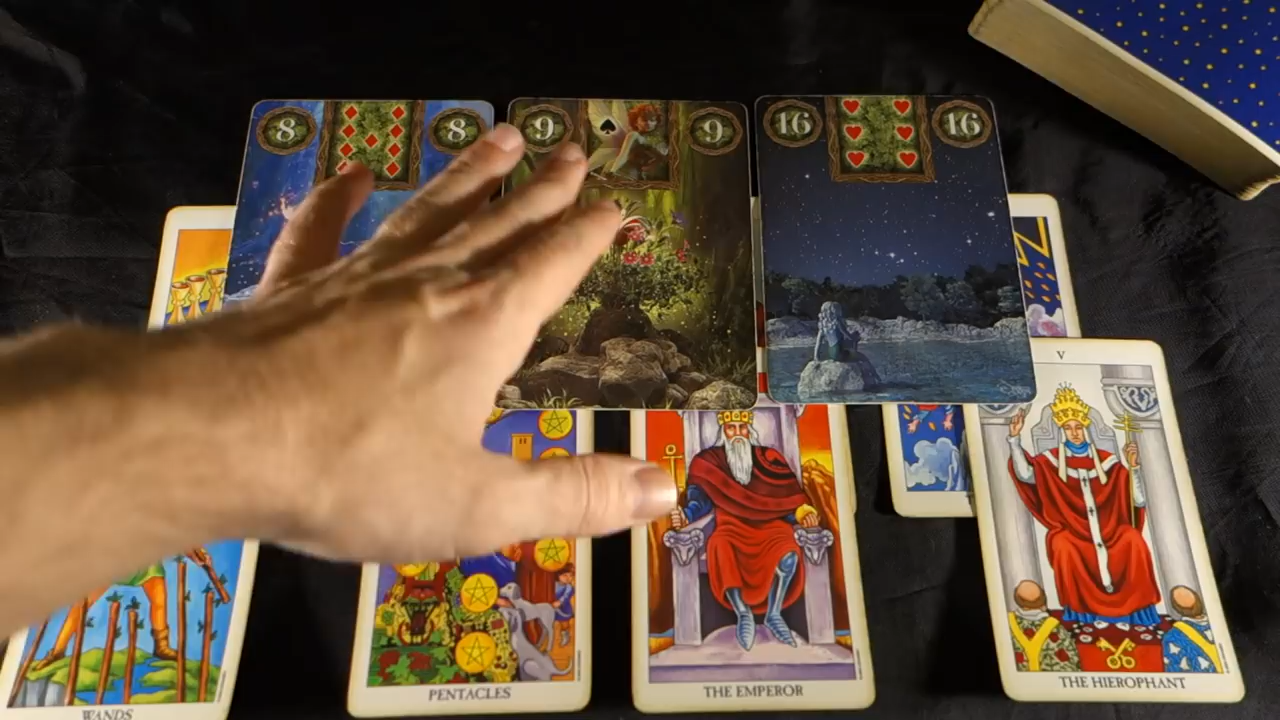 8 8
9 9
16 16
V
WANDS
PENTACLES
THE EMPEROR
THE HIEROPHANT